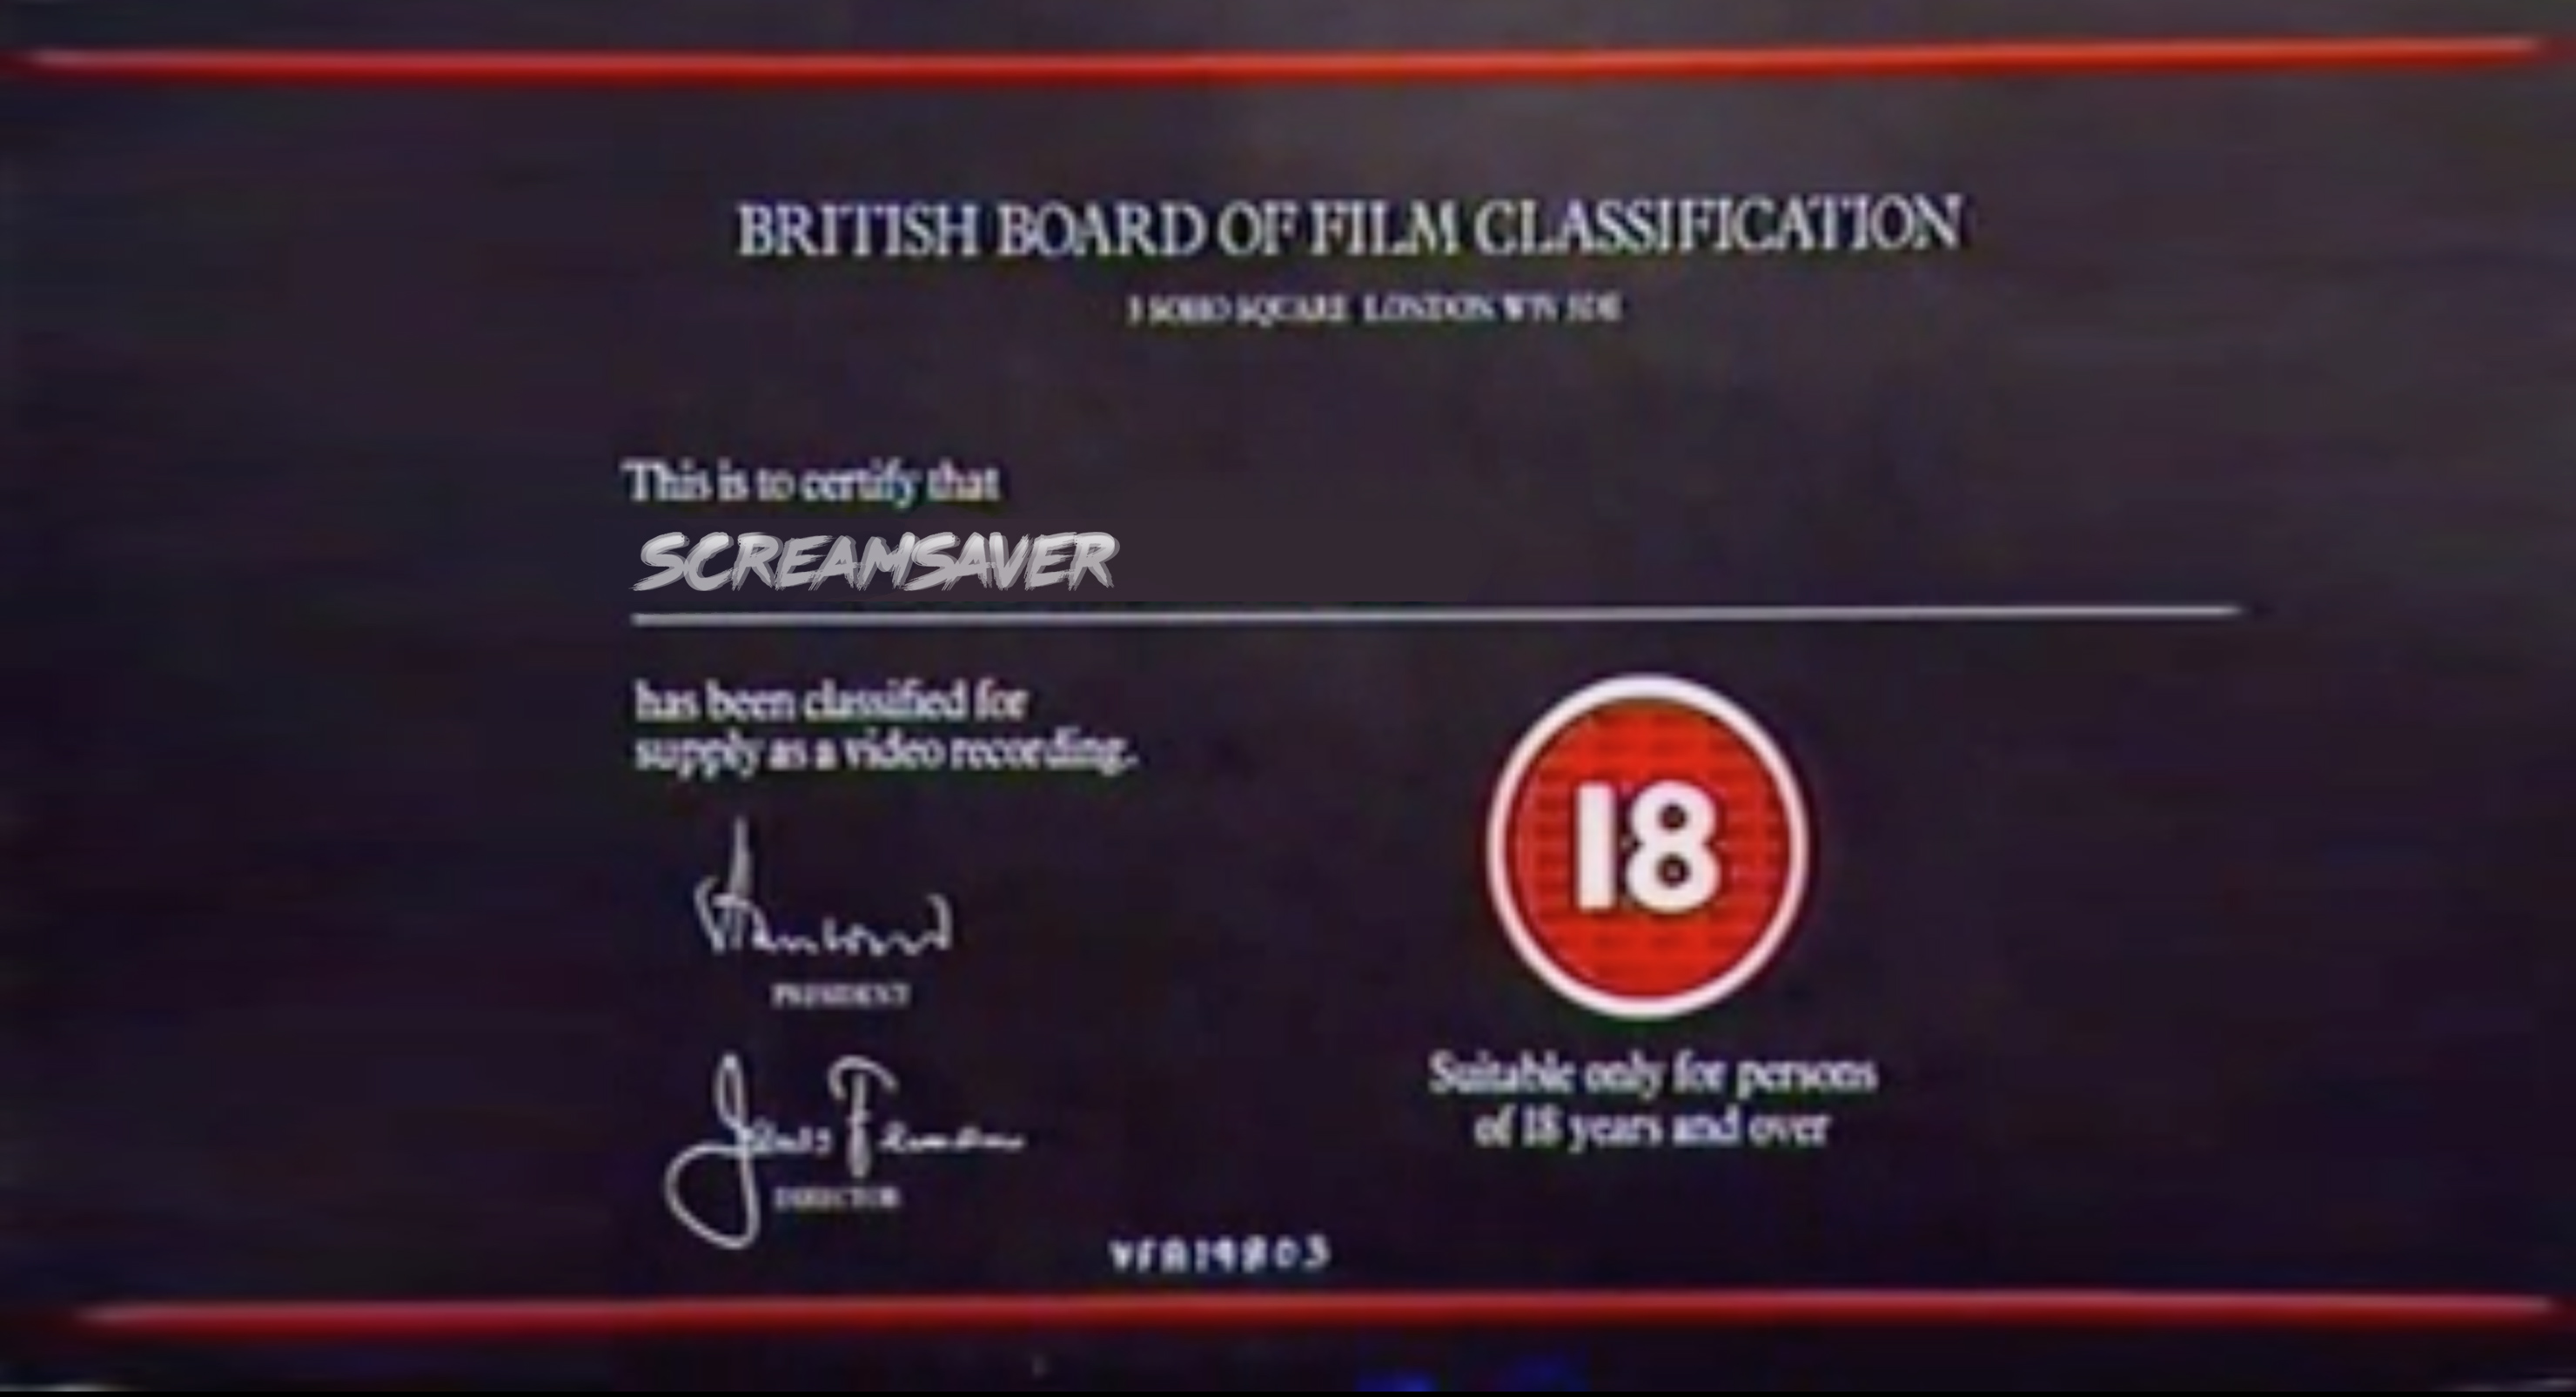 BRITISH BOARD OF FILM CLASSIFICATION
3 SOHO SQUARE LONDON W1V 5DE
This is to certify that
SCREAMSAVER
has been classified for
supply as a video recording.
PRESIDENT
James Ferman
DIRECTOR
18
Suitable only for persons
of 18 years and over
VFA19803